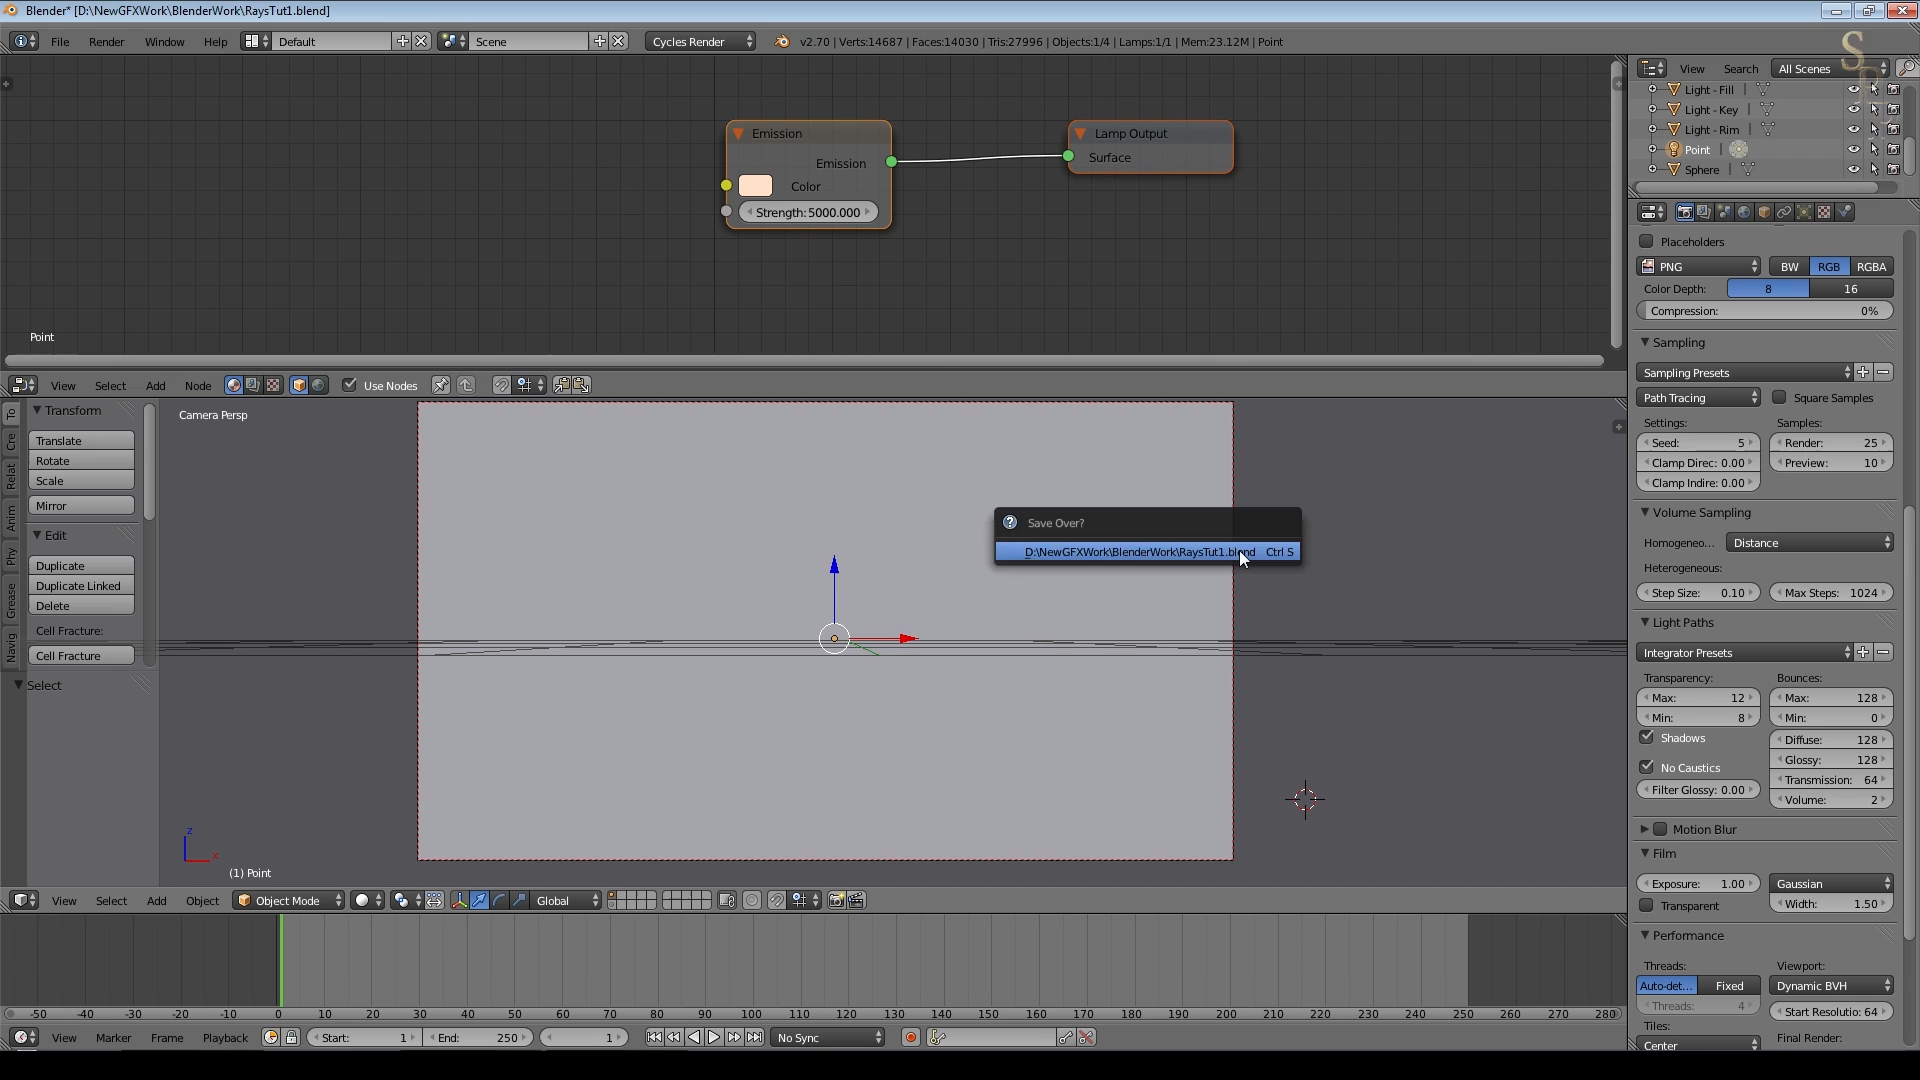 Blender* [D:\NewGFXWork\BlenderWork\RaysTut1.blend]
File Render Window Help Default Scene Cycles Render v2.70 | Verts:14687 | Faces:14030 | Tris:27996 | Objects:1/4 | Lamps:1/1 | Mem:23.12M | Point
View Search All Scenes
Light - Fill
Light - Key
Light - Rim
Point
Sphere
Emission
Emission
Color
Strength: 5000.000
Lamp Output
Surface
Point
View Select Add Node Use Nodes
Placeholders
PNG BW RGB RGBA
Color Depth: 8 16
Compression: 0%
Sampling
Sampling Presets
Path Tracing Square Samples
Settings: Samples:
Seed: 5 Render: 25
Clamp Direc: 0.00 Preview: 10
Clamp Indire: 0.00
Volume Sampling
Homogeneo... Distance
Heterogeneous:
Step Size: 0.10 Max Steps: 1024
Light Paths
Integrator Presets
Transparency: Bounces:
Max: 12 Max: 128
Min: 8 Min: 0
Shadows Diffuse: 128
Glossy: 128
No Caustics
Transmission: 64
Filter Glossy: 0.00 Volume: 2
Motion Blur
Film
Exposure: 1.00 Gaussian
Transparent Width: 1.50
Performance
Threads: Viewport:
Auto-det... Fixed Dynamic BVH
Threads: 4 Start Resolutio: 64
Tiles: Final Render:
Center
To
Cre
Relat
Anim
Phy
Grease
Navig
Transform
Translate
Rotate
Scale
Mirror
Edit
Duplicate
Duplicate Linked
Delete
Cell Fracture:
Cell Fracture
Select
Camera Persp
Save Over?
D:\NewGFXWork\BlenderWork\RaysTut1.blend Ctrl S
z
x
(1) Point
View Select Add Object Object Mode Global
-50 -40 -30 -20 -10 0 10 20 30 40 50 60 70 80 90 100 110 120 130 140 150 160 170 180 190 200 210 220 230 240 250 260 270 280
View Marker Frame Playback Start: 1 End: 250 1 No Sync